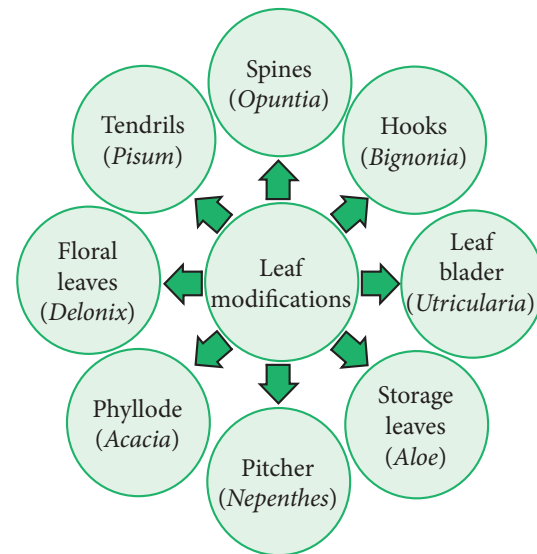 Spines
(Opuntia)
Hooks
(Bignonia)
Leaf
blader
(Utricularia)
Storage
leaves
(Aloe)
Pitcher
(Nepenthes)
Phyllode
(Acacia)
Floral
leaves
(Delonix)
Tendrils
(Pisum)
Leaf
modifications